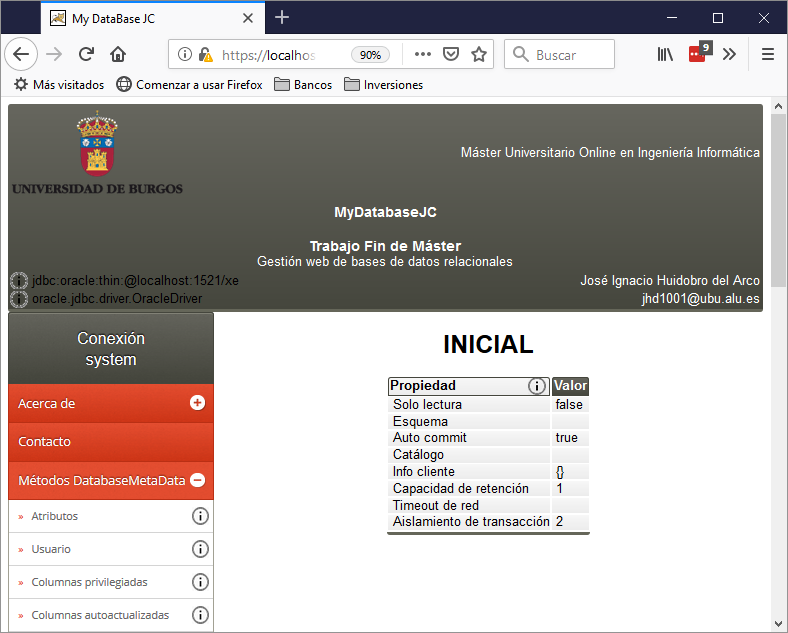 My DataBase JC
https://localhos
90%
Buscar
9
Más visitados
Comenzar a usar Firefox
Bancos
Inversiones
UNIVERSIDAD DE BURGOS
Máster Universitario Online en Ingeniería Informática
MyDatabaseJC
Trabajo Fin de Máster
Gestión web de bases de datos relacionales
jdbc:oracle:thin:@localhost:1521/xe
José Ignacio Huidobro del Arco
oracle.jdbc.driver.OracleDriver
jhd1001@ubu.alu.es
Conexión
system
Acerca de
Contacto
Métodos DatabaseMetaData
» Atributos
» Usuario
» Columnas privilegiadas
» Columnas autoactualizadas
INICIAL
Propiedad Valor
Solo lectura false
Esquema
Auto commit true
Catálogo
Info cliente {}
Capacidad de retención 1
Timeout de red
Aislamiento de transacción 2